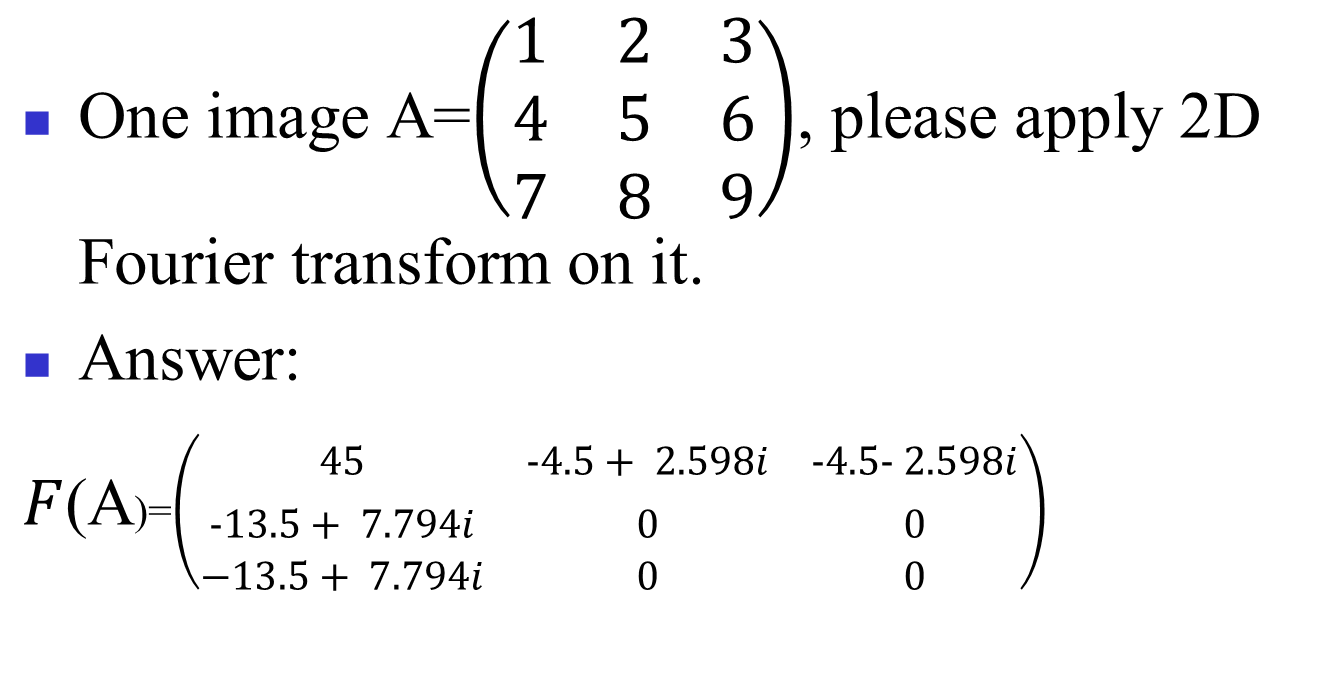 1 2 3
■ One image A=( 4 5 6 ), please apply 2D
7 8 9
Fourier transform on it.
■ Answer:
45 -4.5 + 2.598i -4.5- 2.598i
F(A)=( -13.5 + 7.794i 0 0 )
−13.5 + 7.794i 0 0